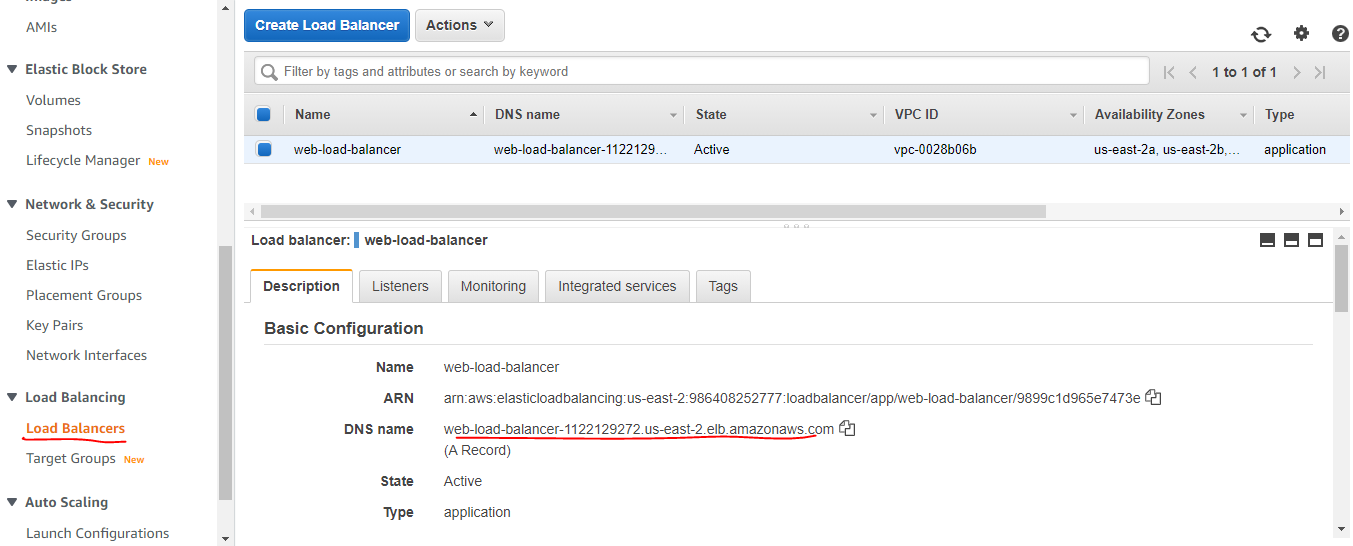 AMIs
Elastic Block Store
Volumes
Snapshots
Lifecycle Manager New
Network & Security
Security Groups
Elastic IPs
Placement Groups
Key Pairs
Network Interfaces
Load Balancing
Load Balancers
Target Groups New
Auto Scaling
Launch Configurations
Create Load Balancer Actions
Filter by tags and attributes or search by keyword 1 to 1 of 1
Name DNS name State VPC ID Availability Zones Type
web-load-balancer web-load-balancer-1122129... Active vpc-0028b06b us-east-2a, us-east-2b,... application
Load balancer: web-load-balancer
Description Listeners Monitoring Integrated services Tags
Basic Configuration
Name web-load-balancer
ARN arn:aws:elasticloadbalancing:us-east-2:986408252777:loadbalancer/app/web-load-balancer/9899c1d965e7473e
DNS name web-load-balancer-1122129272.us-east-2.elb.amazonaws.com
(A Record)
State Active
Type application